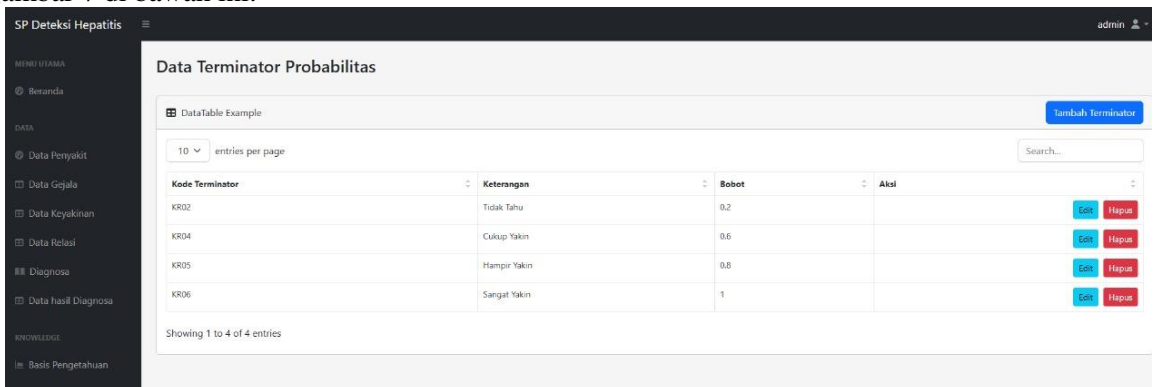 SP Deteksi Hepatitis
admin
MENU UTAMA
Beranda
DATA
Data Penyakit
Data Gejala
Data Keyakinan
Data Relasi
Diagnosa
Data hasil Diagnosa
KNOWLEDGE
Basis Pengetahuan
Data Terminator Probabilitas
DataTable Example
Tambah Terminator
10 entries per page
Search...
Kode Terminator Keterangan Bobot Aksi
KR02 Tidak Tahu 0.2 Edit Hapus
KR04 Cukup Yakin 0.6 Edit Hapus
KR05 Hampir Yakin 0.8 Edit Hapus
KR06 Sangat Yakin 1 Edit Hapus
Showing 1 to 4 of 4 entries